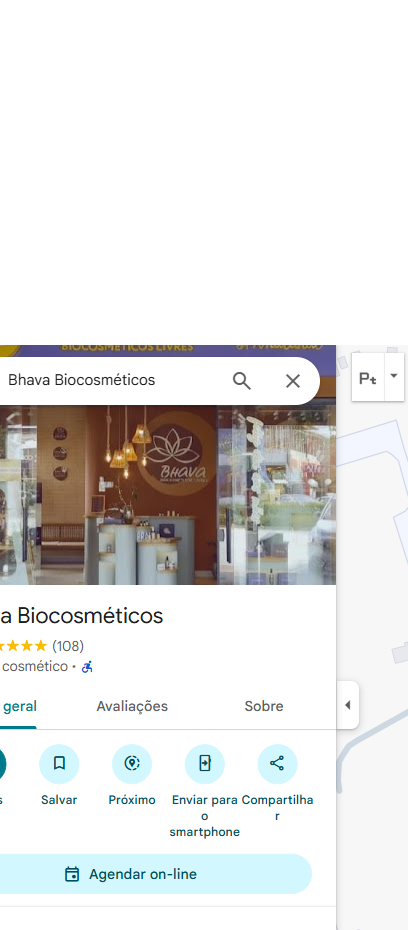 BIOCOSMÉTICOS LIVRES
Bhava Biocosméticos
Pt
BHAVA
a Biocosméticos
(108)
cosmético ·
geral
Avaliações
Sobre
s
Salvar
Próximo
Enviar para o smartphone
Compartilhar
Agendar on-line